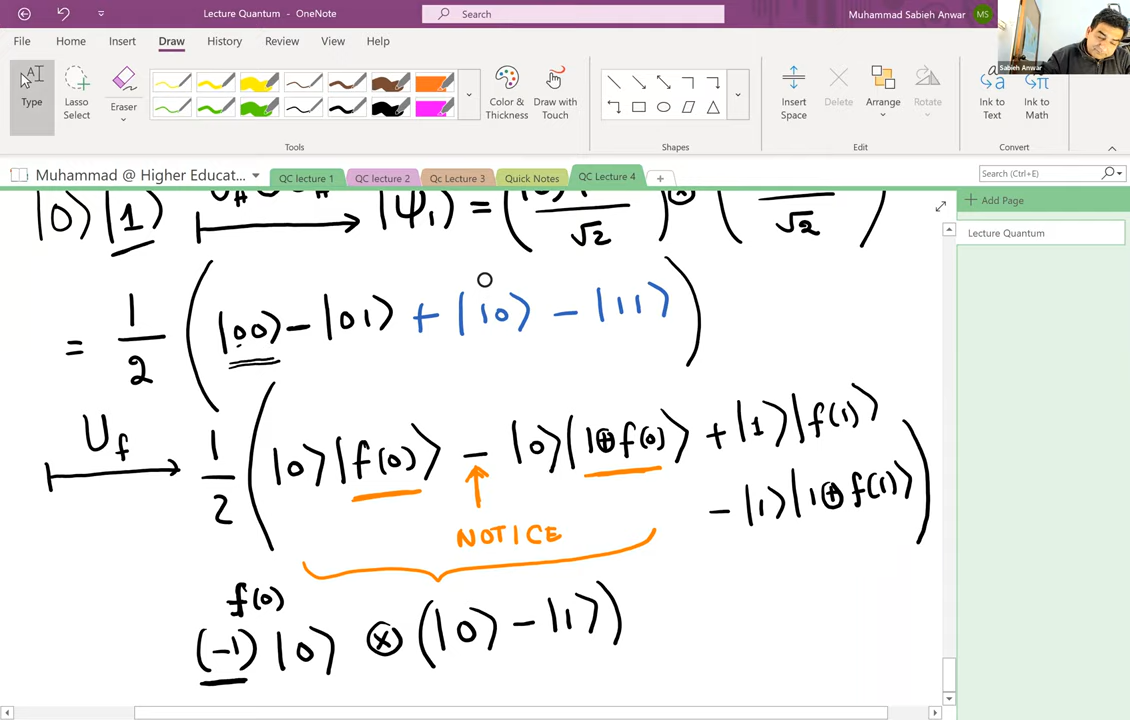 Lecture Quantum - OneNote
Search
Muhammad Sabieh Anwar MS
Sabieh Anwar
File Home Insert Draw History Review View Help
Type
Lasso Select
Eraser
Color & Thickness
Draw with Touch
Insert Space
Delete
Arrange
Rotate
Ink to Text
Ink to Math
Tools Shapes Edit Convert
Muhammad @ Higher Educat...
QC lecture 1 QC lecture 2 Qc Lecture 3 Quick Notes QC Lecture 4
Search (Ctrl+E)
Add Page
Lecture Quantum
|0⟩|1⟩ ⟼ |ψ₁⟩ = ( / √2 ) ⊗ ( / √2 )
= 1/2 ( |00⟩ - |01⟩ + |10⟩ - |11⟩ )
U_f ⟼ 1/2 ( |0⟩|f(0)⟩ - |0⟩|1⊕f(0)⟩ + |1⟩|f(1)⟩
- |1⟩|1⊕f(1)⟩ )
NOTICE
(-1)^f(0) |0⟩ ⊗ (|0⟩ - |1⟩)